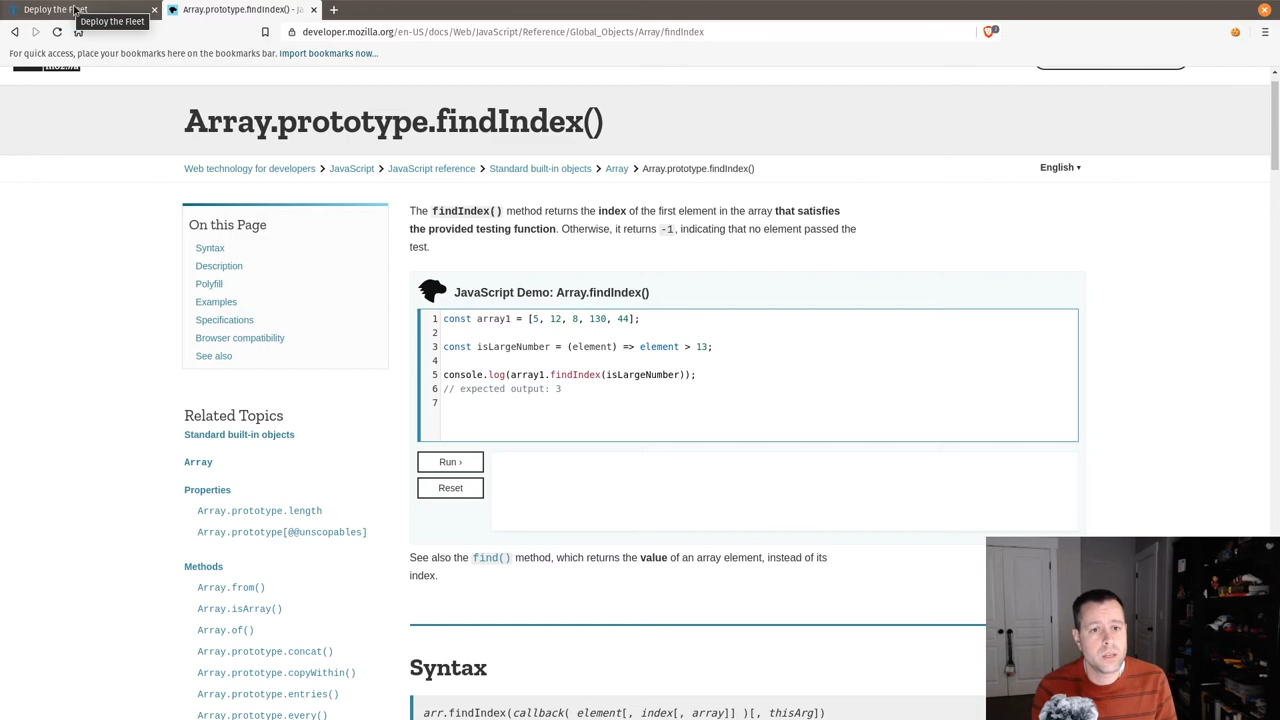 Deploy the Fleet
Array.prototype.findIndex() - Ja
Deploy the Fleet
developer.mozilla.org/en-US/docs/Web/JavaScript/Reference/Global_Objects/Array/findIndex
For quick access, place your bookmarks here on the bookmarks bar. Import bookmarks now...
Array.prototype.findIndex()
Web technology for developers > JavaScript > JavaScript reference > Standard built-in objects > Array > Array.prototype.findIndex()
English ▾
On this Page
Syntax
Description
Polyfill
Examples
Specifications
Browser compatibility
See also
Related Topics
Standard built-in objects
Array
Properties
Array.prototype.length
Array.prototype[@@unscopables]
Methods
Array.from()
Array.isArray()
Array.of()
Array.prototype.concat()
Array.prototype.copyWithin()
Array.prototype.entries()
Array.prototype.every()
The findIndex() method returns the index of the first element in the array that satisfies
the provided testing function. Otherwise, it returns -1, indicating that no element passed the
test.
JavaScript Demo: Array.findIndex()
1 const array1 = [5, 12, 8, 130, 44];
2
3 const isLargeNumber = (element) => element > 13;
4
5 console.log(array1.findIndex(isLargeNumber));
6 // expected output: 3
7
Run ›
Reset
See also the find() method, which returns the value of an array element, instead of its
index.
Syntax
arr.findIndex(callback( element[, index[, array]] )[, thisArg])